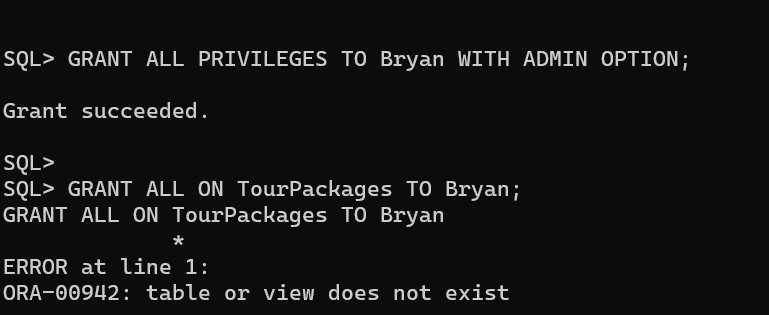 SQL> GRANT ALL PRIVILEGES TO Bryan WITH ADMIN OPTION;
Grant succeeded.
SQL>
SQL> GRANT ALL ON TourPackages TO Bryan;
GRANT ALL ON TourPackages TO Bryan
             *
ERROR at line 1:
ORA-00942: table or view does not exist